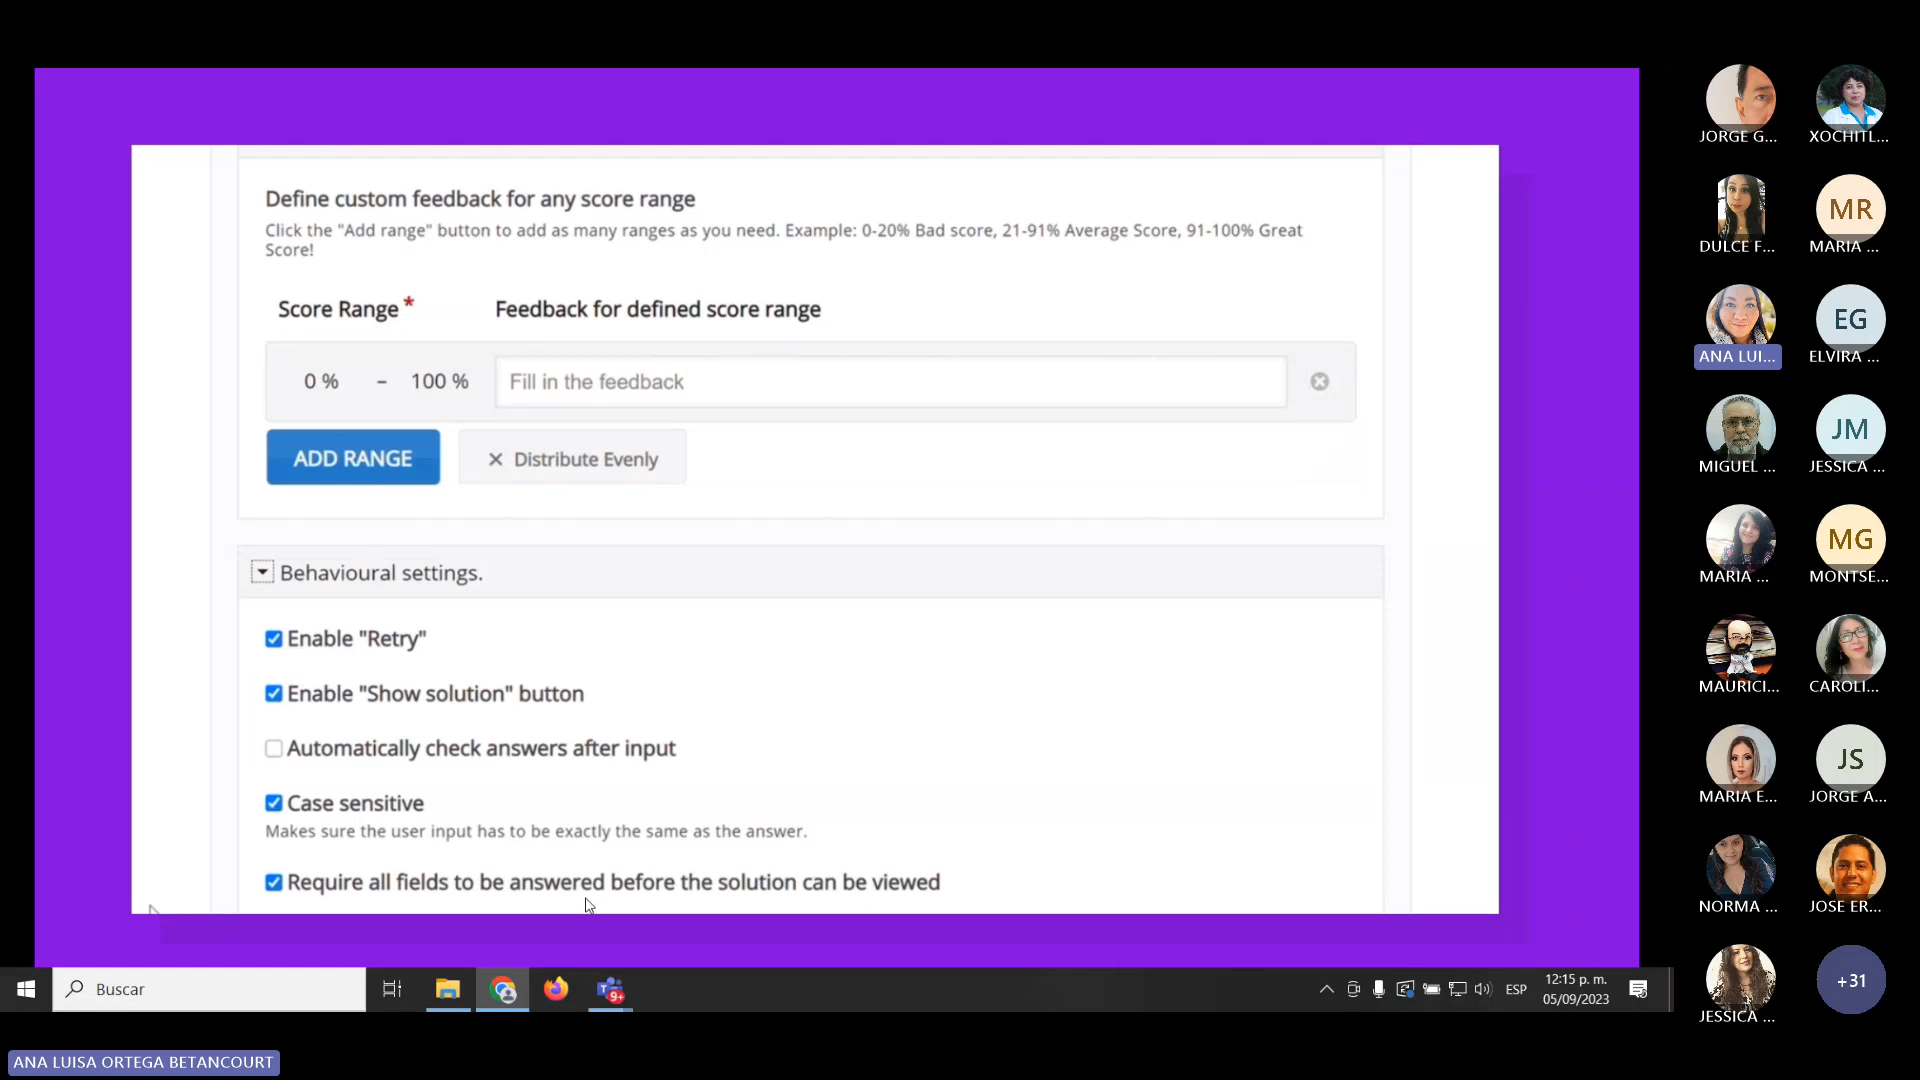 Define custom feedback for any score range
Click the "Add range" button to add as many ranges as you need. Example: 0-20% Bad score, 21-91% Average Score, 91-100% Great
Score!
Score Range *
Feedback for defined score range
0 % – 100 %
Fill in the feedback
ADD RANGE
Distribute Evenly
Behavioural settings.
Enable "Retry"
Enable "Show solution" button
Automatically check answers after input
Case sensitive
Makes sure the user input has to be exactly the same as the answer.
Require all fields to be answered before the solution can be viewed
JORGE G...
XOCHITL...
DULCE F...
MR
MARIA ...
ANA LUI...
EG
ELVIRA ...
MIGUEL ...
JM
JESSICA ...
MARIA ...
MG
MONTSE...
MAURICI...
CAROLI...
MARIA E...
JS
JORGE A...
NORMA ...
JOSE ER...
JESSICA ...
+31
Buscar
T
9+
ESP
12:15 p. m.
05/09/2023
ANA LUISA ORTEGA BETANCOURT